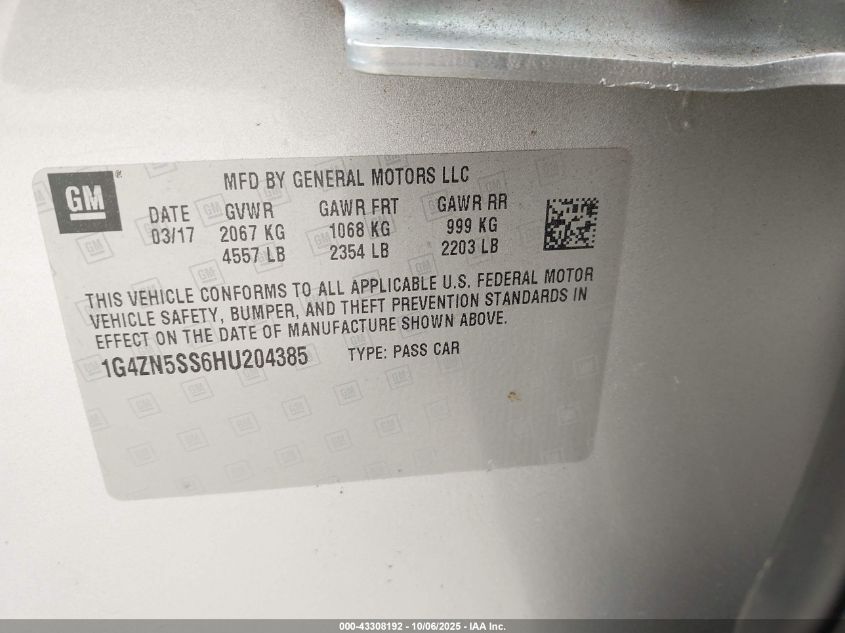 GM
MFD BY GENERAL MOTORS LLC
DATE GVWR GAWR FRT GAWR RR
03/17 2067 KG 1068 KG 999 KG
4557 LB 2354 LB 2203 LB
THIS VEHICLE CONFORMS TO ALL APPLICABLE U.S. FEDERAL MOTOR
VEHICLE SAFETY, BUMPER, AND THEFT PREVENTION STANDARDS IN
EFFECT ON THE DATE OF MANUFACTURE SHOWN ABOVE.
1G4ZN5SS6HU204385 TYPE: PASS CAR
000-43308192 - 10/06/2025 - IAA Inc.